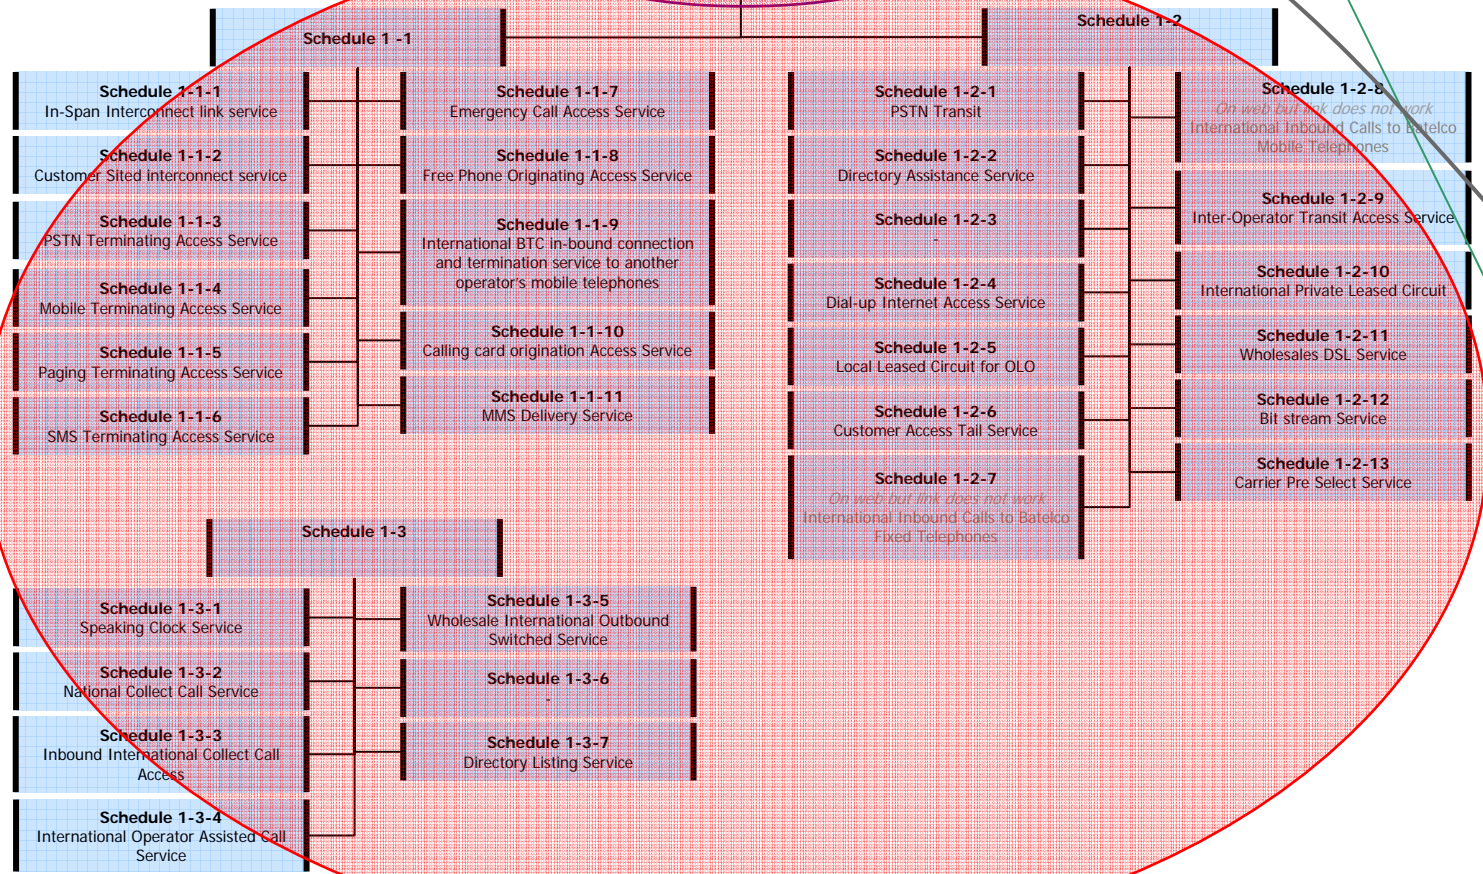 Schedule 1 -1
Schedule 1-1-1
In-Span Interconnect link service
Schedule 1-1-2
Customer Sited interconnect service
Schedule 1-1-3
PSTN Terminating Access Service
Schedule 1-1-4
Mobile Terminating Access Service
Schedule 1-1-5
Paging Terminating Access Service
Schedule 1-1-6
SMS Terminating Access Service
Schedule 1-1-7
Emergency Call Access Service
Schedule 1-1-8
Free Phone Originating Access Service
Schedule 1-1-9
International BTC in-bound connection
and termination service to another
operator's mobile telephones
Schedule 1-1-10
Calling card origination Access Service
Schedule 1-1-11
MMS Delivery Service
Schedule 1-2
Schedule 1-2-1
PSTN Transit
Schedule 1-2-2
Directory Assistance Service
Schedule 1-2-3
-
Schedule 1-2-4
Dial-up Internet Access Service
Schedule 1-2-5
Local Leased Circuit for OLO
Schedule 1-2-6
Customer Access Tail Service
Schedule 1-2-7
On web but link does not work
International Inbound Calls to Batelco
Fixed Telephones
Schedule 1-2-8
On web but link does not work
International Inbound Calls to Batelco
Mobile Telephones
Schedule 1-2-9
Inter-Operator Transit Access Service
Schedule 1-2-10
International Private Leased Circuit
Schedule 1-2-11
Wholesales DSL Service
Schedule 1-2-12
Bit stream Service
Schedule 1-2-13
Carrier Pre Select Service
Schedule 1-3
Schedule 1-3-1
Speaking Clock Service
Schedule 1-3-2
National Collect Call Service
Schedule 1-3-3
Inbound International Collect Call
Access
Schedule 1-3-4
International Operator Assisted Call
Service
Schedule 1-3-5
Wholesale International Outbound
Switched Service
Schedule 1-3-6
-
Schedule 1-3-7
Directory Listing Service